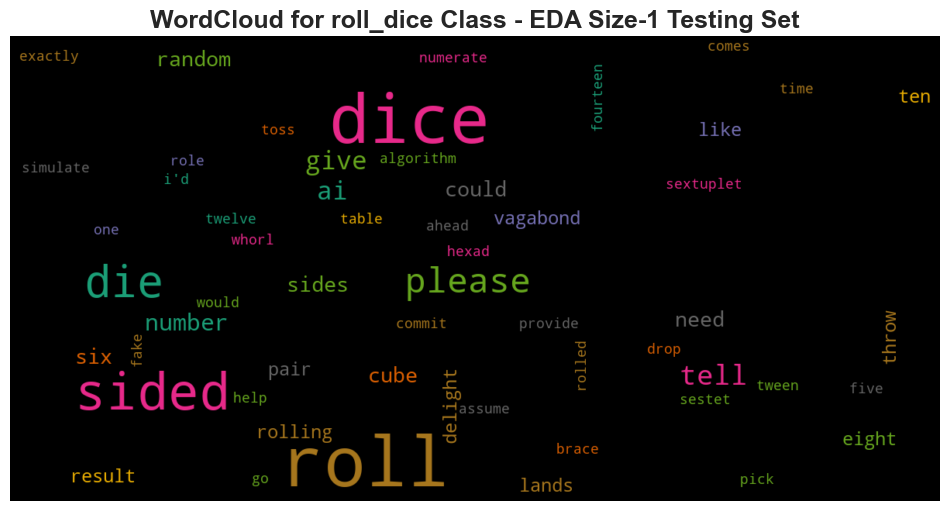 WordCloud for roll_dice Class - EDA Size-1 Testing Set
exactly
random
numerate
comes
fourteen
time
ten
dice
toss
like
give
algorithm
role
simulate
i'd
ai
could
sextuplet
twelve
table
vagabond
one
whorl
ahead
hexad
die
sides
please
would
number
commit
provide
need
throw
six
fake
pair
cube
rolled
drop
tell
tween
five
sided
help
delight
assume
sestet
rolling
roll
brace
eight
result
go
lands
pick